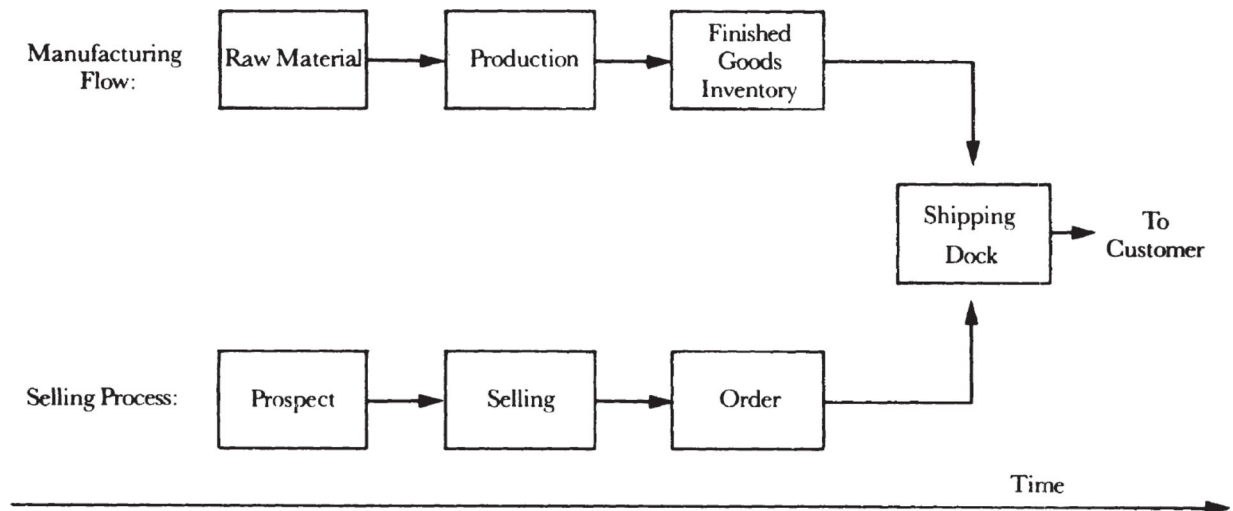 Manufacturing
Flow:
Raw Material
Production
Finished
Goods
Inventory
Shipping
Dock
To
Customer
Selling Process:
Prospect
Selling
Order
Time